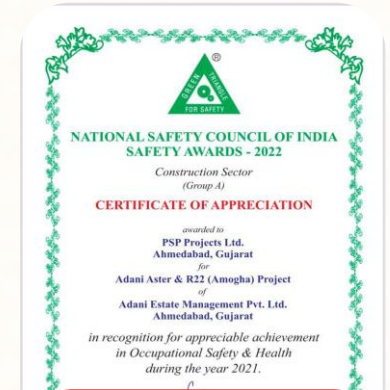 ®
GREEN TRIANGLE
FOR SAFETY
NATIONAL SAFETY COUNCIL OF INDIA
SAFETY AWARDS - 2022
Construction Sector
(Group A)
CERTIFICATE OF APPRECIATION
awarded to
PSP Projects Ltd.
Ahmedabad, Gujarat
for
Adani Aster & R22 (Amogha) Project
of
Adani Estate Management Pvt. Ltd.
Ahmedabad, Gujarat
in recognition for appreciable achievement
in Occupational Safety & Health
during the year 2021.